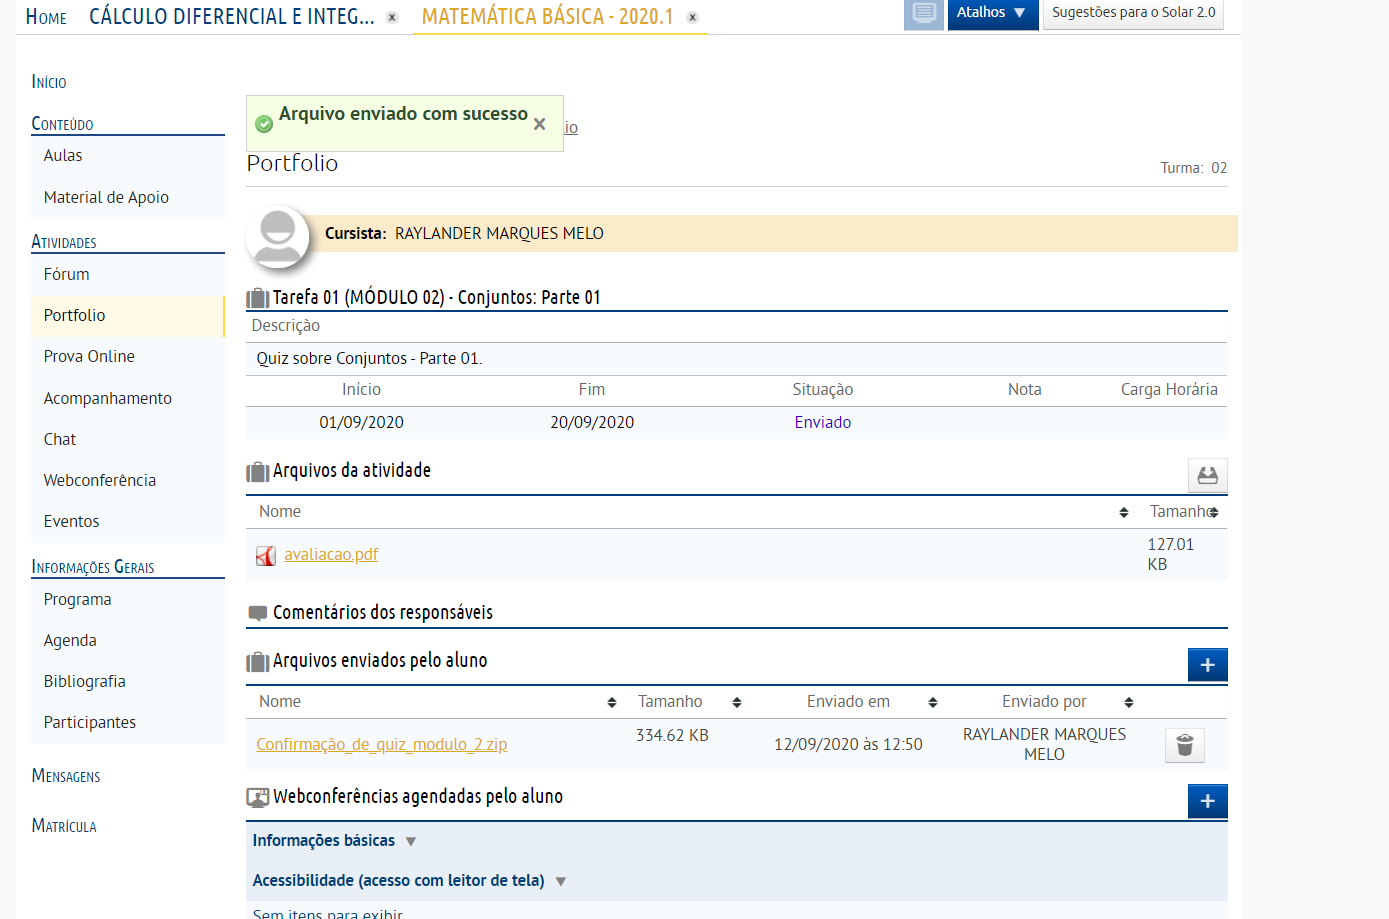 Home CÁLCULO DIFERENCIAL E INTEG... x MATEMÁTICA BÁSICA - 2020.1 x Atalhos ▼ Sugestões para o Solar 2.0
Início
Conteúdo
Aulas
Material de Apoio
Atividades
Fórum
Portfolio
Prova Online
Acompanhamento
Chat
Webconferência
Eventos
Informações Gerais
Programa
Agenda
Bibliografia
Participantes
Mensagens
Matrícula
Arquivo enviado com sucesso ×
io
Portfolio Turma: 02
Cursista: RAYLANDER MARQUES MELO
Tarefa 01 (MÓDULO 02) - Conjuntos: Parte 01
Descrição
Quiz sobre Conjuntos - Parte 01.
Início Fim Situação Nota Carga Horária
01/09/2020 20/09/2020 Enviado
Arquivos da atividade
Nome Tamanho
avaliacao.pdf 127.01 KB
Comentários dos responsáveis
Arquivos enviados pelo aluno +
Nome Tamanho Enviado em Enviado por
Confirmação_de_quiz_modulo_2.zip 334.62 KB 12/09/2020 às 12:50 RAYLANDER MARQUES MELO
Webconferências agendadas pelo aluno +
Informações básicas ▼
Acessibilidade (acesso com leitor de tela) ▼
Sem itens para exibir